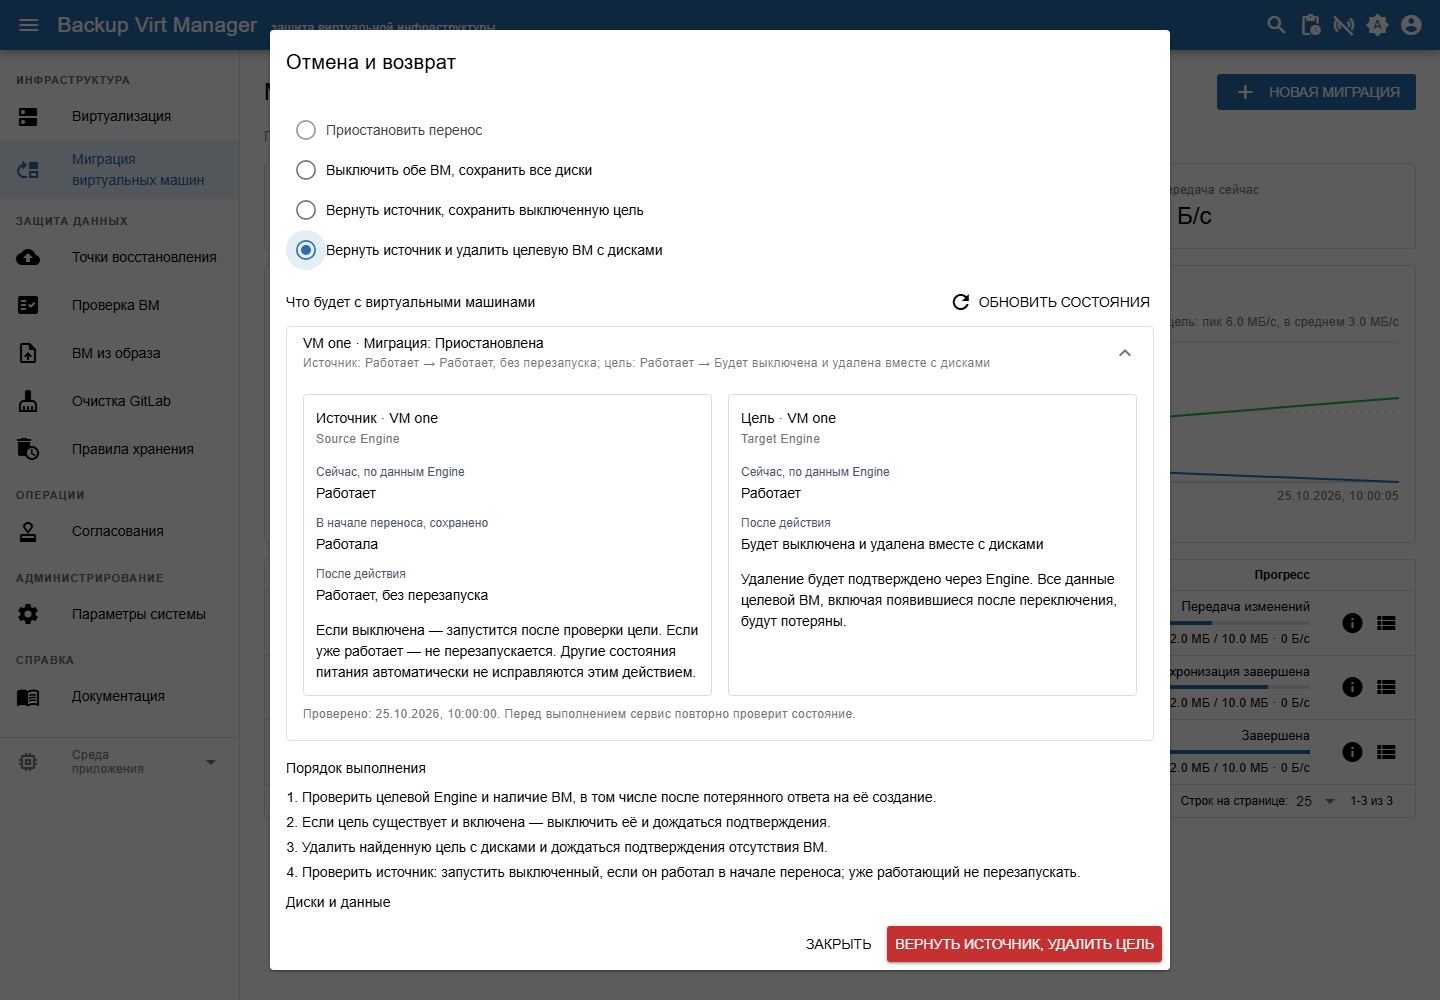 Backup Virt Manager
защита виртуальной инфраструктуры
ИНФРАСТРУКТУРА
Виртуализация
Миграция
виртуальных машин
ЗАЩИТА ДАННЫХ
Точки восстановления
Проверка ВМ
ВМ из образа
Очистка GitLab
Правила хранения
ОПЕРАЦИИ
Согласования
АДМИНИСТРИРОВАНИЕ
Параметры системы
СПРАВКА
Документация
Среда
приложения
НОВАЯ МИГРАЦИЯ
сейчас
Б/с
Отмена и возврат
Приостановить перенос
Выключить обе ВМ, сохранить все диски
Вернуть источник, сохранить выключенную цель
Вернуть источник и удалить целевую ВМ с дисками
Что будет с виртуальными машинами
ОБНОВИТЬ СОСТОЯНИЯ
VM one · Миграция: Приостановлена
Источник: Работает → Работает, без перезапуска; цель: Работает → Будет выключена и удалена вместе с дисками
Источник · VM one
Source Engine
Сейчас, по данным Engine
Работает
В начале переноса, сохранено
Работала
После действия
Работает, без перезапуска
Если выключена — запустится после проверки цели. Если
уже работает — не перезапускается. Другие состояния
питания автоматически не исправляются этим действием.
Цель · VM one
Target Engine
Сейчас, по данным Engine
Работает
После действия
Будет выключена и удалена вместе с дисками
Удаление будет подтверждено через Engine. Все данные
целевой ВМ, включая появившиеся после переключения,
будут потеряны.
Проверено: 25.10.2026, 10:00:00. Перед выполнением сервис повторно проверит состояние.
Порядок выполнения
1. Проверить целевой Engine и наличие ВМ, в том числе после потерянного ответа на её создание.
2. Если цель существует и включена — выключить её и дождаться подтверждения.
3. Удалить найденную цель с дисками и дождаться подтверждения отсутствия ВМ.
4. Проверить источник: запустить выключенный, если он работал в начале переноса; уже работающий не перезапускать.
Диски и данные
ЗАКРЫТЬ
ВЕРНУТЬ ИСТОЧНИК, УДАЛИТЬ ЦЕЛЬ
цель: пик 6.0 МБ/с, в среднем 3.0 МБ/с
25.10.2026, 10:00:05
Прогресс
Передача изменений
2.0 МБ / 10.0 МБ · 0 Б/с
завершена
2.0 МБ / 10.0 МБ · 0 Б/с
Завершена
2.0 МБ / 10.0 МБ · 0 Б/с
Строк на странице: 25
1-3 из 3